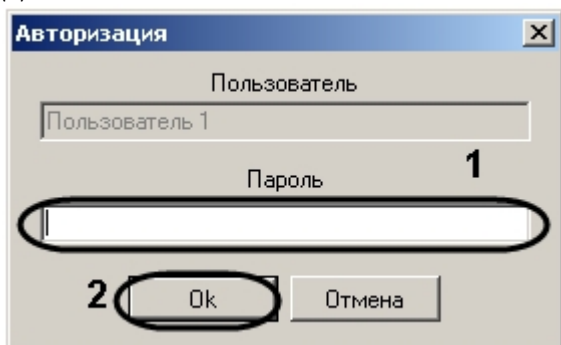 Авторизация
Пользователь
Пользователь 1
1
Пароль
2
Ok Отмена